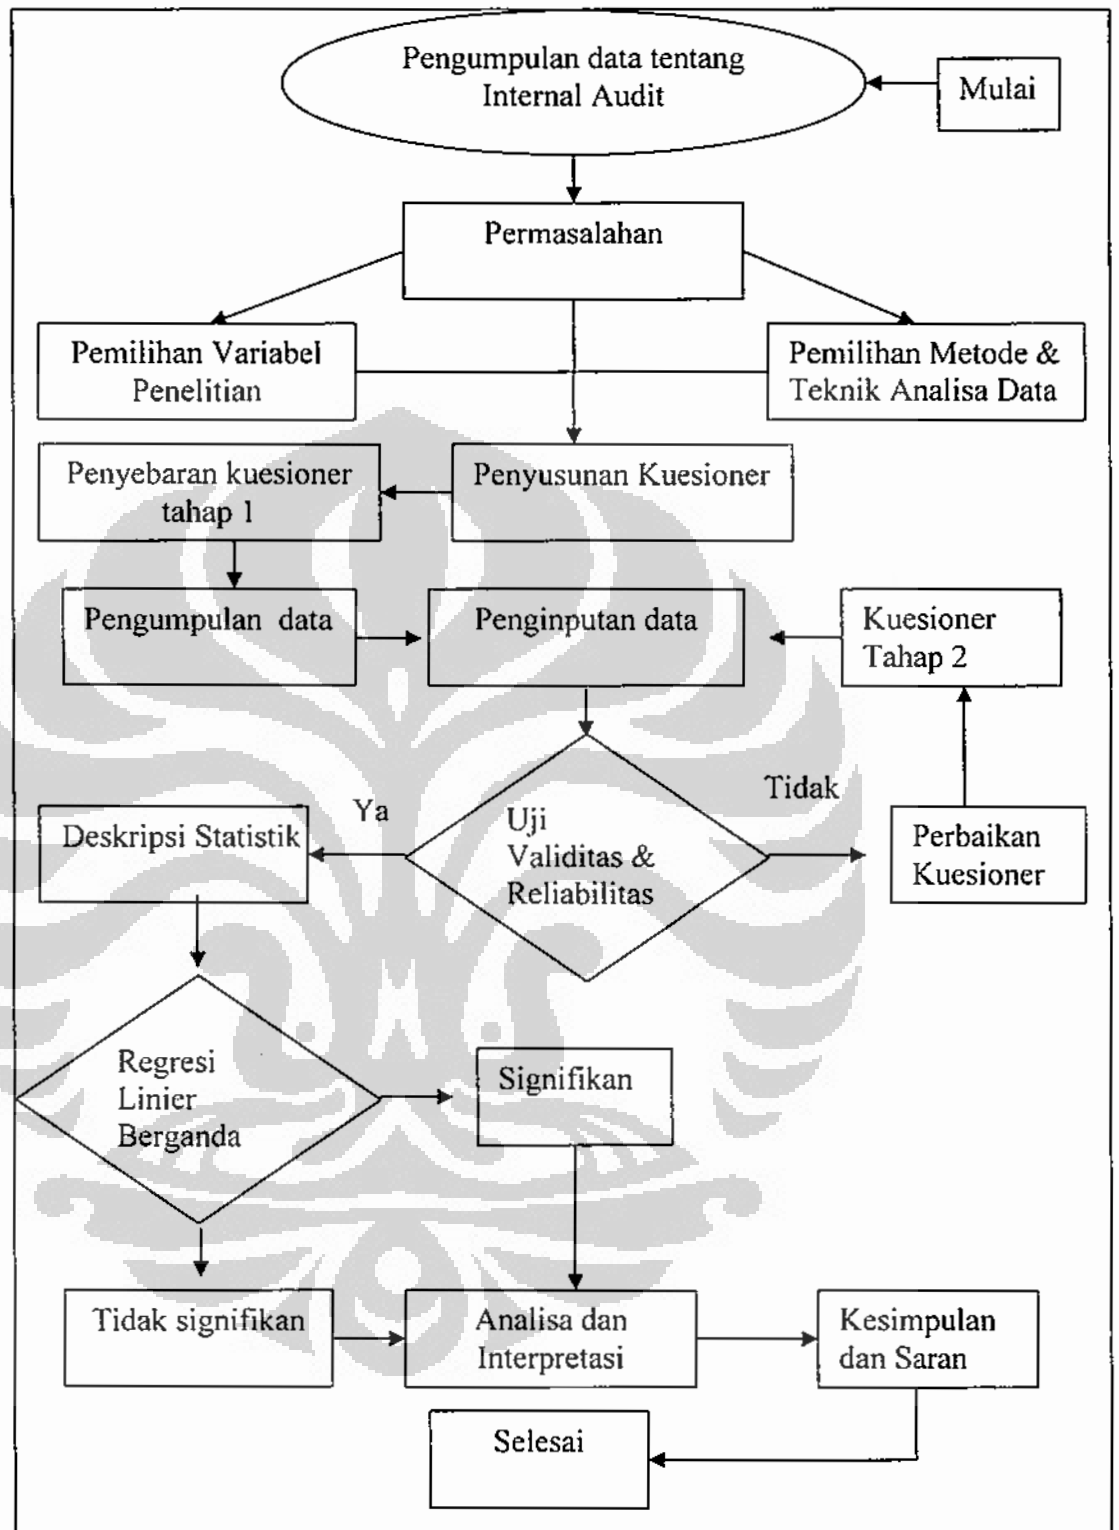 Pengumpulan data tentang
Internal Audit
Mulai
Permasalahan
Pemilihan Variabel
Penelitian
Pemilihan Metode &
Teknik Analisa Data
Penyebaran kuesioner
tahap 1
Penyusunan Kuesioner
Pengumpulan data
Penginputan data
Kuesioner
Tahap 2
Tidak
Ya
Deskripsi Statistik
Uji
Validitas &
Reliabilitas
Perbaikan
Kuesioner
Regresi
Linier
Berganda
Signifikan
Tidak signifikan
Analisa dan
Interpretasi
Kesimpulan
dan Saran
Selesai